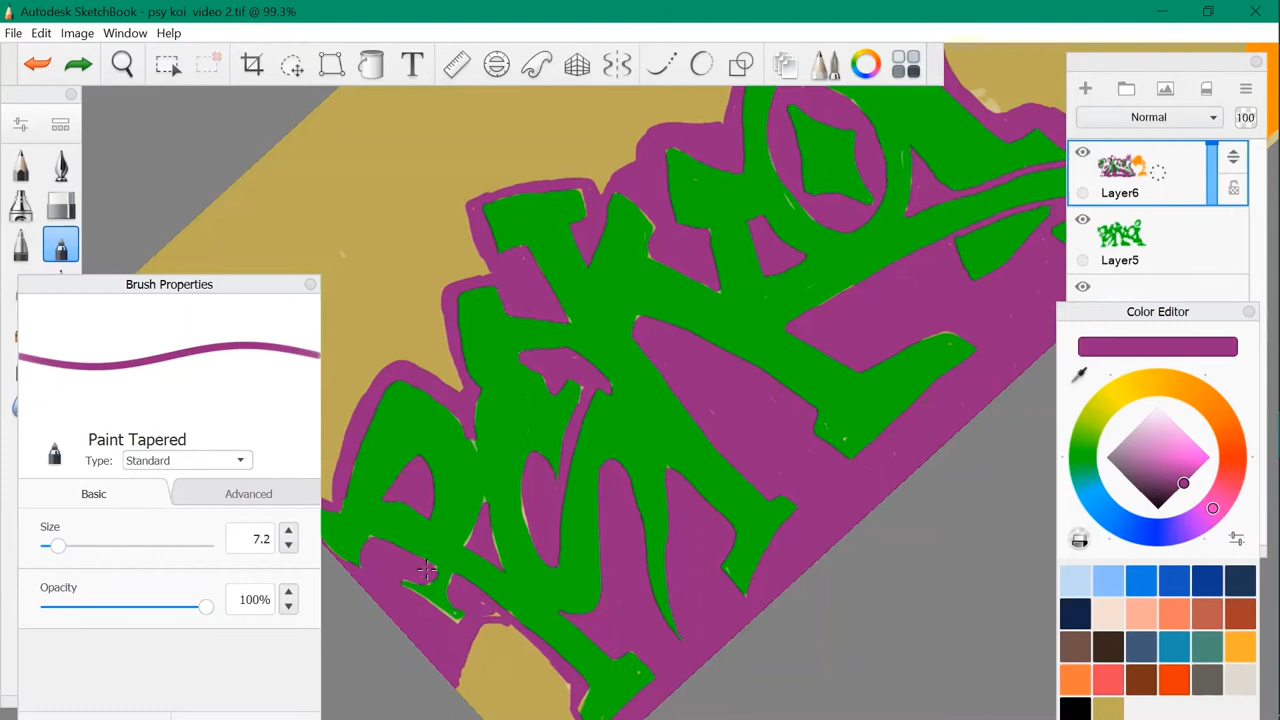 Autodesk SketchBook - psy koi video 2.tif @ 99.3%
File Edit Image Window Help
T
Normal 100
Layer6
Layer5
Brush Properties
Color Editor
Paint Tapered
Type: Standard
Basic Advanced
Size
7.2
Opacity
100%